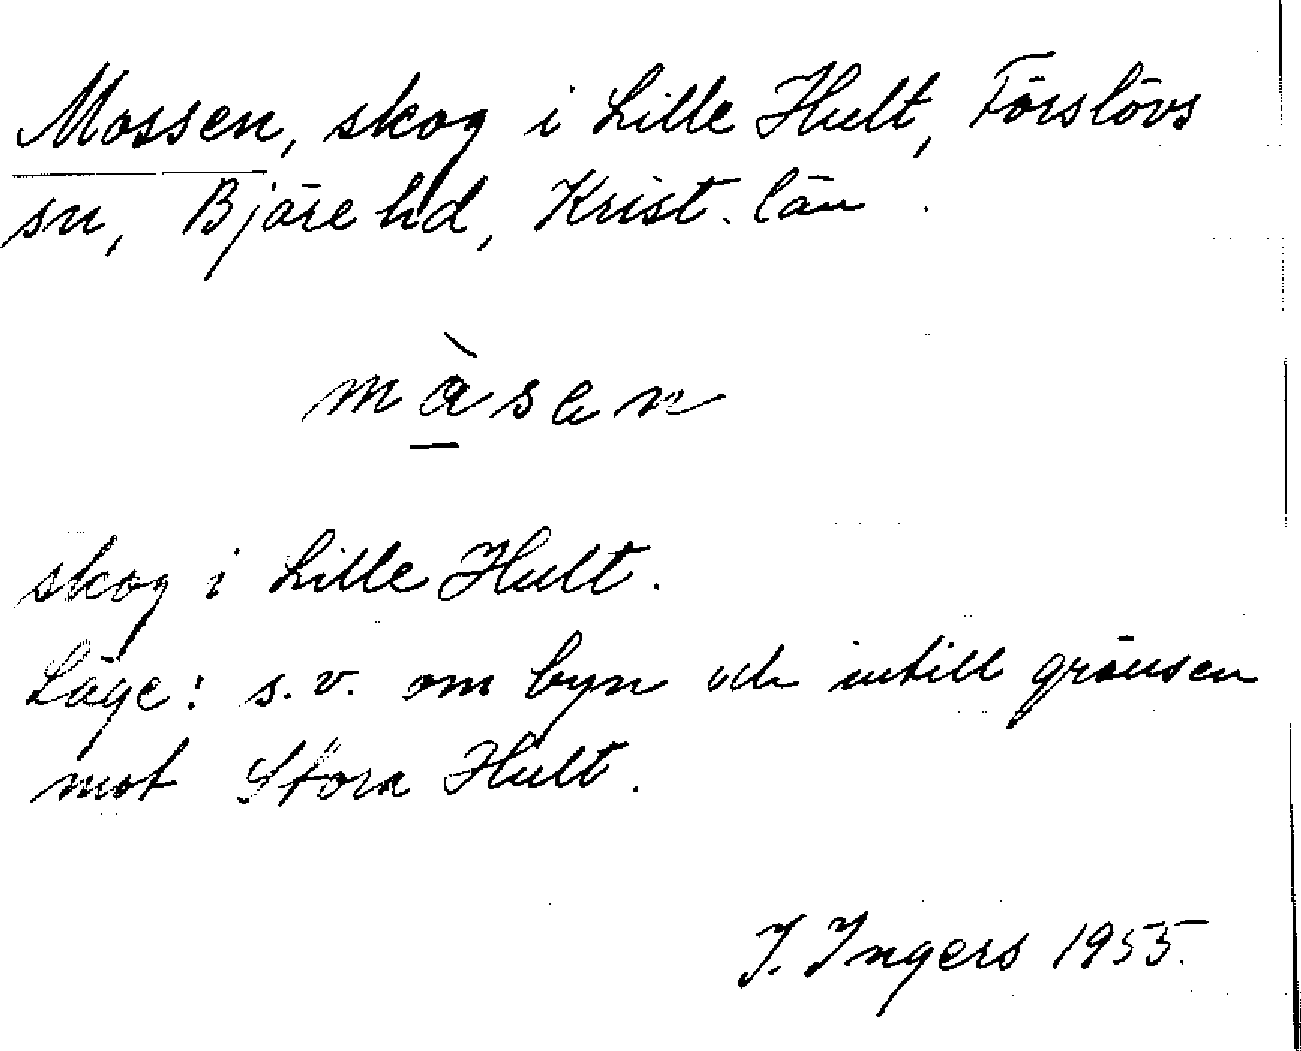 Mossen, skog i Lille Hult, Förslövs
sn, Bjäre hd, Krist. län.
màsen
skog i Lille Hult.
Läge: s.v. om byn och intill gränsen
mot Stora Hult.
I. Ingers 1955.